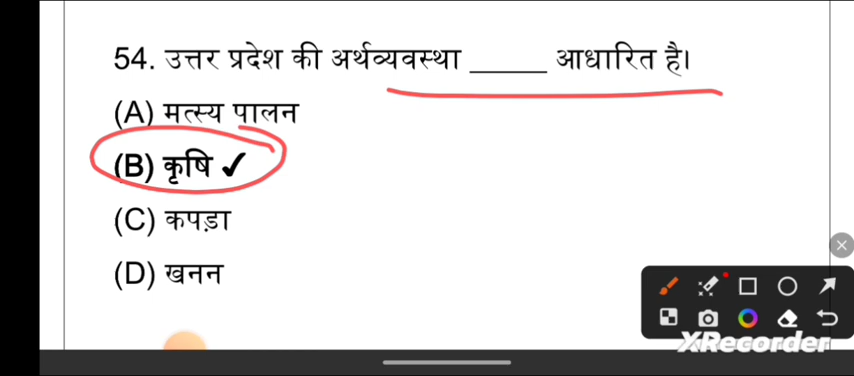 54. उत्तर प्रदेश की अर्थव्यवस्था _____ आधारित है।
(A) मत्स्य पालन
(B) कृषि ✓
(C) कपड़ा
(D) खनन
XRecorder